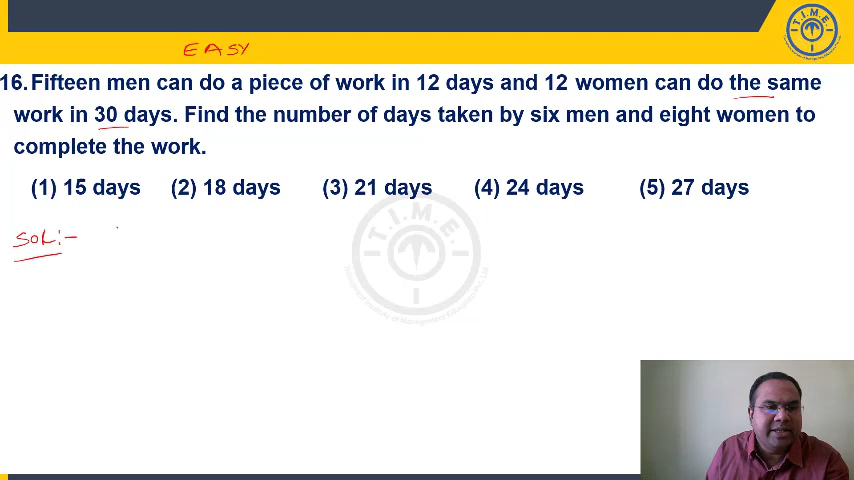 T.I.M.E.
EASY
16. Fifteen men can do a piece of work in 12 days and 12 women can do the same
work in 30 days. Find the number of days taken by six men and eight women to
complete the work.
(1) 15 days (2) 18 days (3) 21 days (4) 24 days (5) 27 days
SOL:-
T.I.M.E.